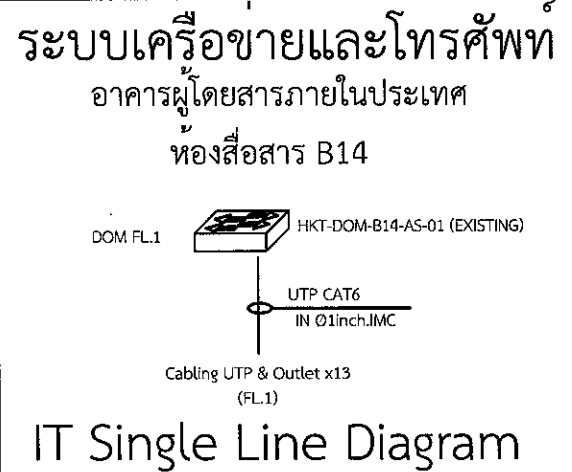 ระบบเครือข่ายและโทรศัพท์
อาคารผู้โดยสารภายในประเทศ
ห้องสื่อสาร B14
DOM FL.1
HKT-DOM-B14-AS-01 (EXISTING)
UTP CAT6
IN Ø1inch.IMC
Cabling UTP & Outlet x13
(FL.1)
IT Single Line Diagram